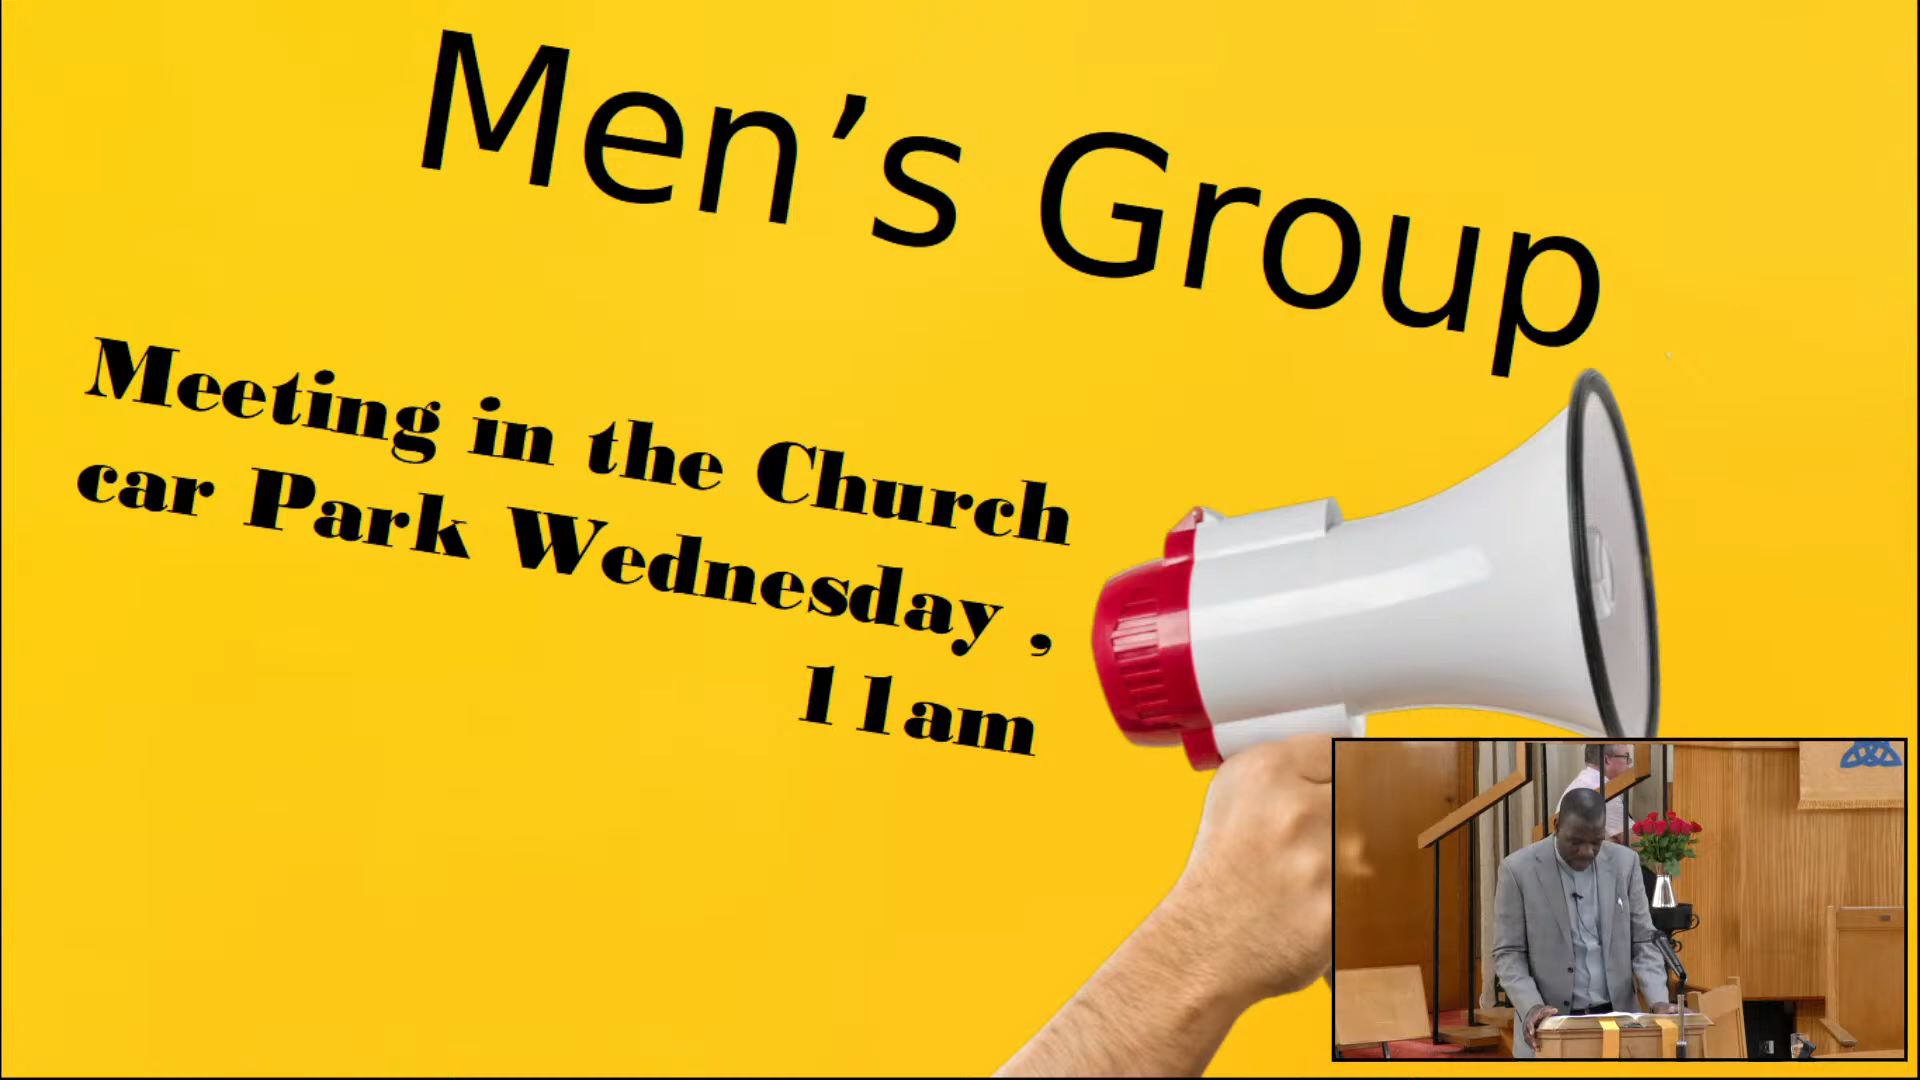 Men’s Group
Meeting in the Church
car Park Wednesday ,
11am